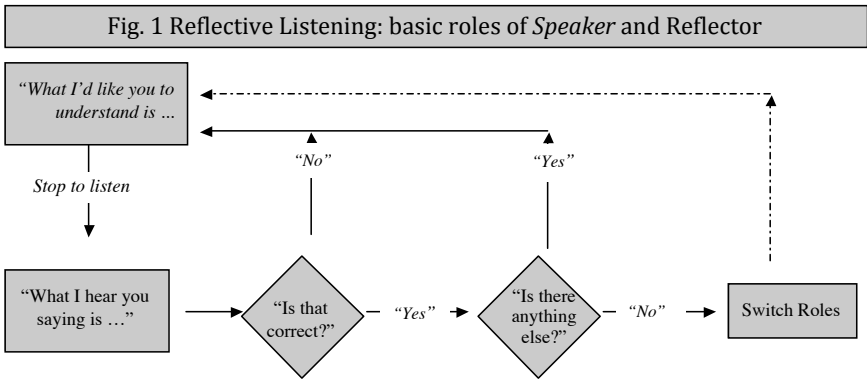 Fig. 1 Reflective Listening: basic roles of Speaker and Reflector
“What I’d like you to
understand is …
“No”
“Yes”
Stop to listen
“What I hear you
saying is …”
“Is that
correct?”
“Yes”
“Is there
anything
else?”
“No”
Switch Roles